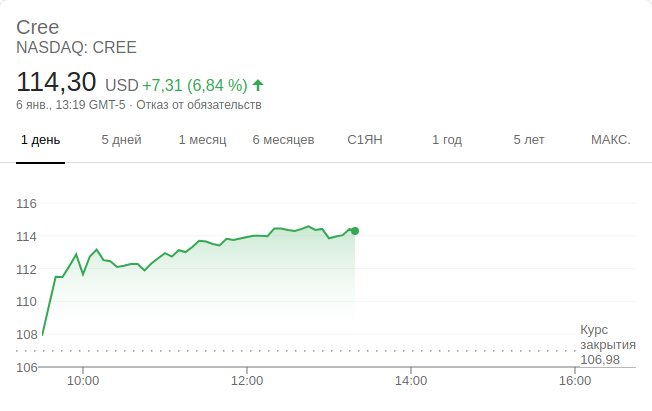 Cree
NASDAQ: CREE
114,30 USD +7,31 (6,84 %)
6 янв., 13:19 GMT-5 · Отказ от обязательств
1 день 5 дней 1 месяц 6 месяцев С1ЯН 1 год 5 лет МАКС.
116
114
112
110
108
Курс
закрытия
106,98
106
10:00 12:00 14:00 16:00